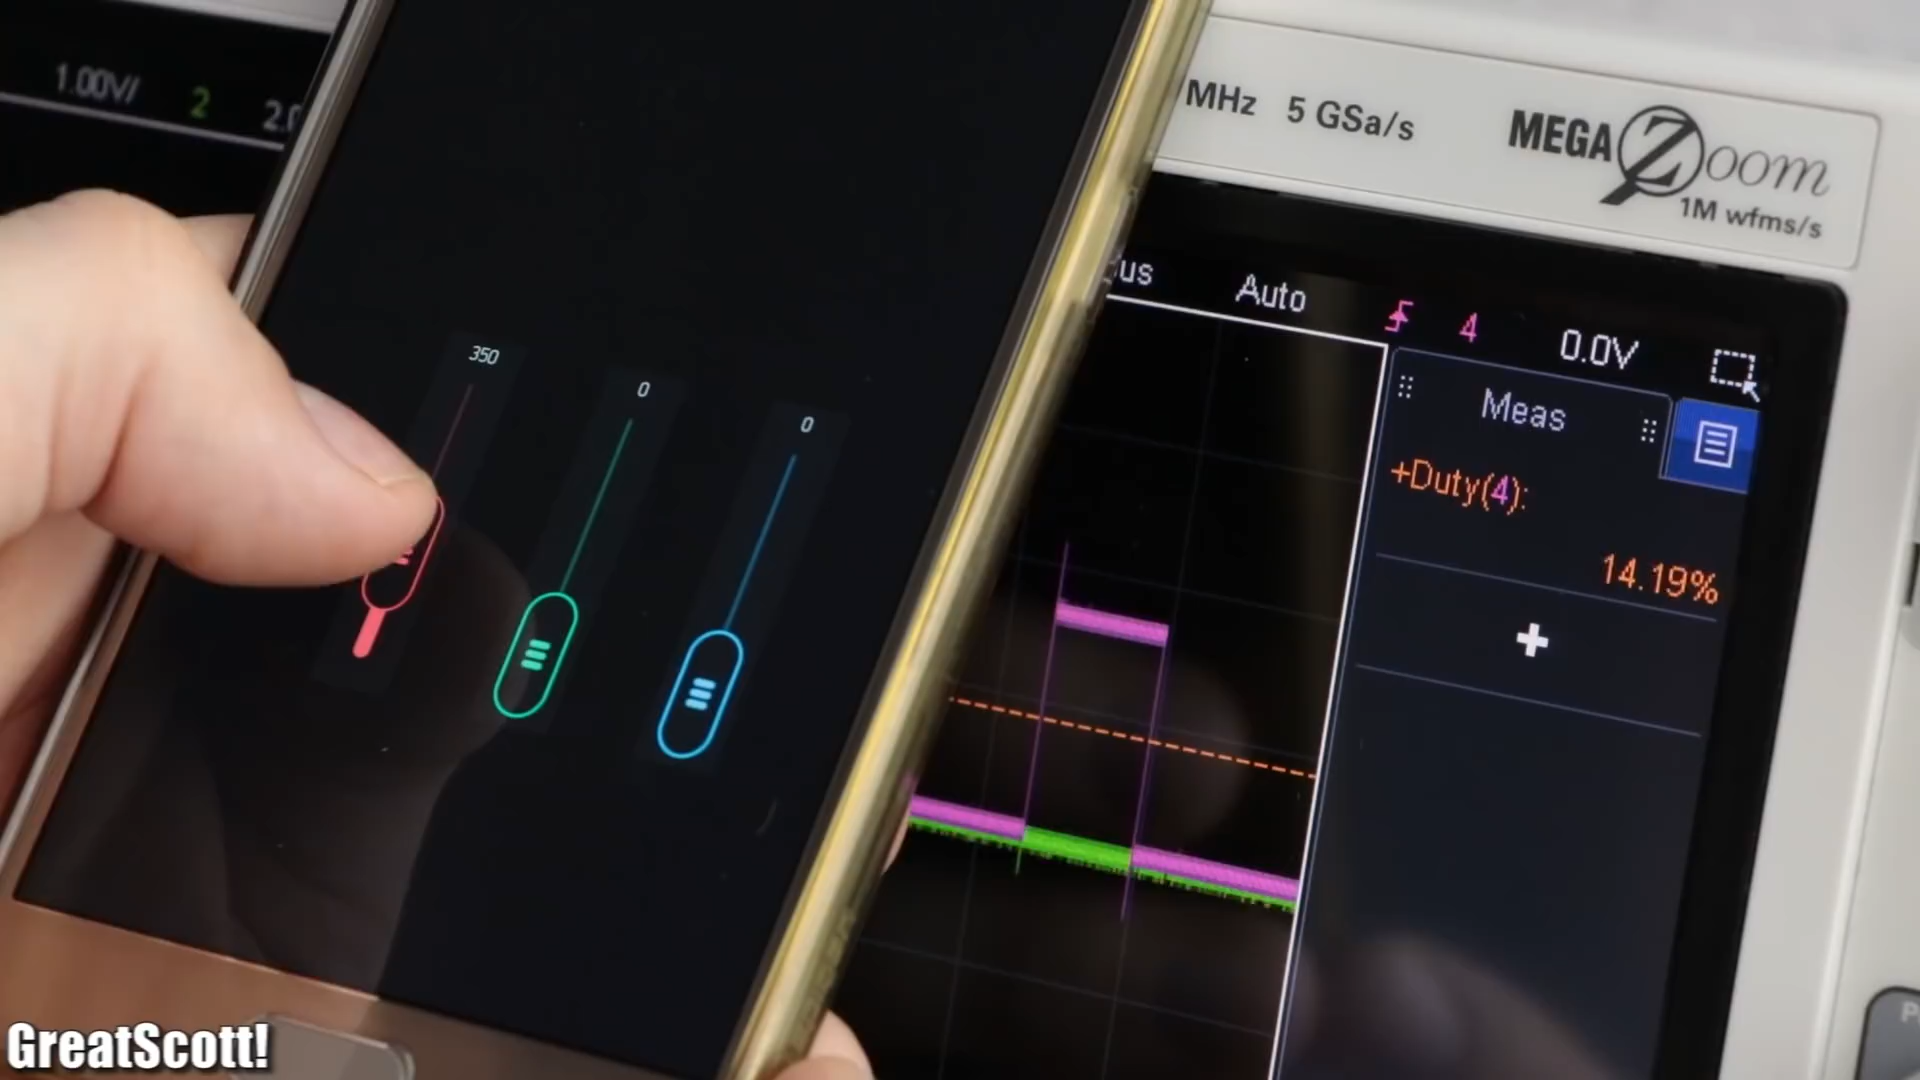 1.00V/ 2
MHz 5 GSa/s
MEGA Zoom
1M wfms/s
us Auto 4 0.0V
Meas
+Duty(4):
14.19%
350
0
0
GreatScott!